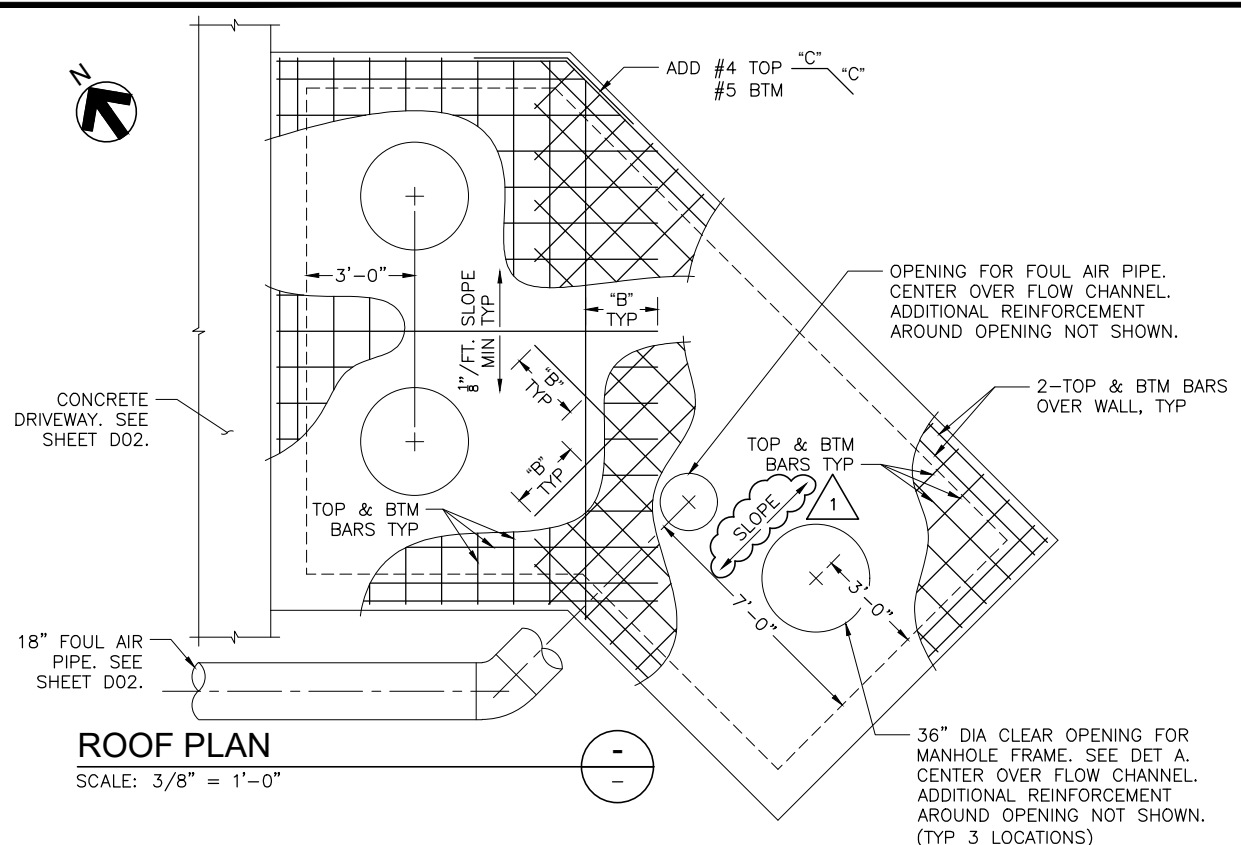 N
ADD #4 TOP "C"
#5 BTM "C"
3'-0"
1/8"/FT. SLOPE
MIN TYP
"B"
TYP
OPENING FOR FOUL AIR PIPE.
CENTER OVER FLOW CHANNEL.
ADDITIONAL REINFORCEMENT
AROUND OPENING NOT SHOWN.
"B"
TYP
"B"
TYP
CONCRETE
DRIVEWAY. SEE
SHEET D02.
2-TOP & BTM BARS
OVER WALL, TYP
TOP & BTM
BARS TYP
TOP & BTM
BARS TYP
SLOPE
1
3'-0"
7'-0"
18" FOUL AIR
PIPE. SEE
SHEET D02.
ROOF PLAN
SCALE: 3/8" = 1'-0"
-
-
36" DIA CLEAR OPENING FOR
MANHOLE FRAME. SEE DET A.
CENTER OVER FLOW CHANNEL.
ADDITIONAL REINFORCEMENT
AROUND OPENING NOT SHOWN.
(TYP 3 LOCATIONS)